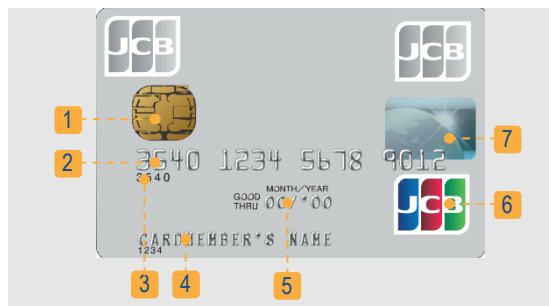 JCB JCB
1
2 3540 1234 5678 9012
7
3540
MONTH/YEAR
GOOD THRU 00/*00
JCB 6
CARDMEMBER'S NAME
1234
3 4 5